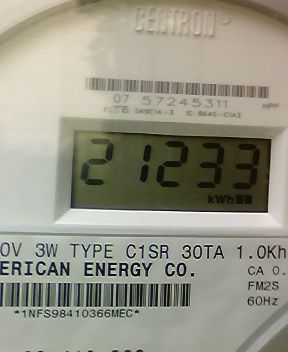 CENTRON
07 57245311
HPP
21233
kWh
0V 3W TYPE C1SR 30TA 1.0Kh
ERICAN ENERGY CO.
CA 0.
FM2S
60Hz
*1NFS98410366MEC*